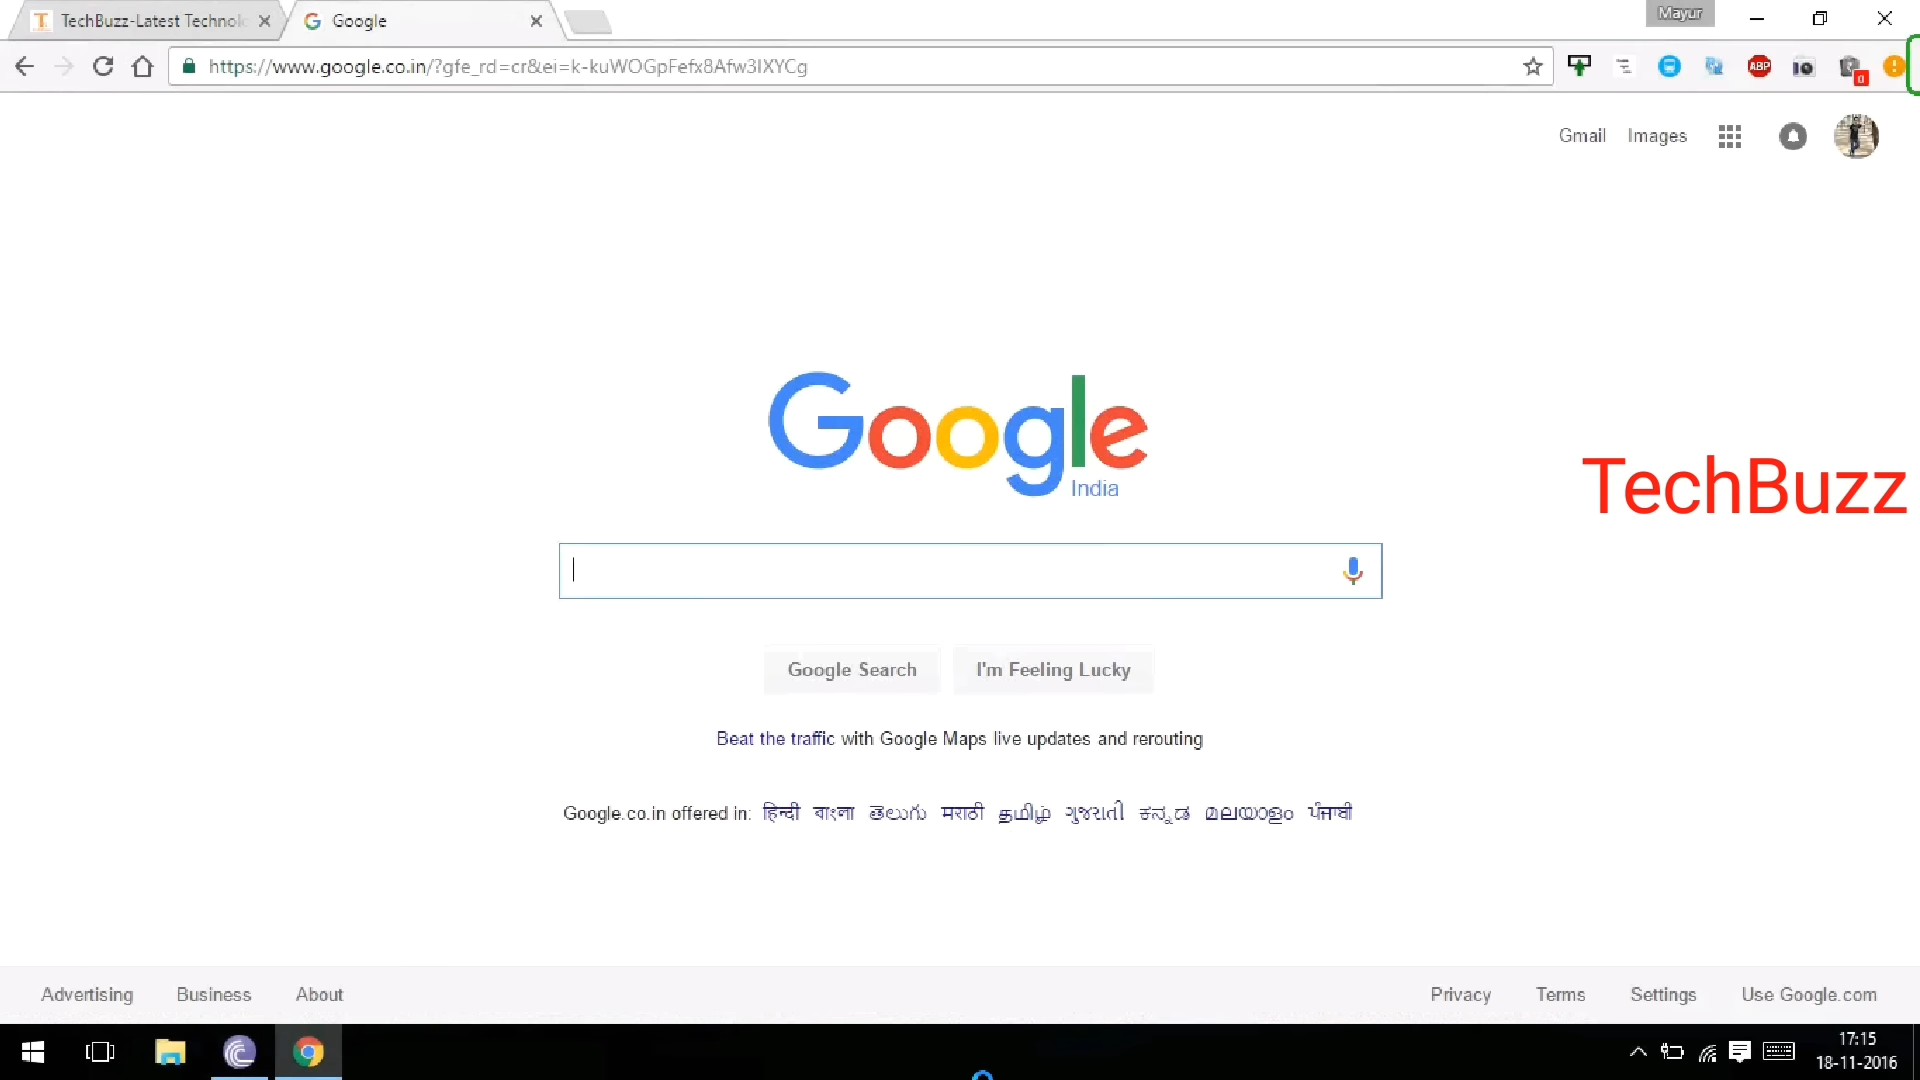 TechBuzz-Latest Technolo
Google
Mayur
https://www.google.co.in/?gfe_rd=cr&ei=k-kuWOGpFefx8Afw3IXYCg
ABP
0
Gmail Images
Google
India
TechBuzz
Google Search I'm Feeling Lucky
Beat the traffic with Google Maps live updates and rerouting
Google.co.in offered in: हिन्दी বাংলা తెలుగు मराठी தமிழ் ગુજરાતી ಕನ್ನಡ മലയാളം ਪੰਜਾਬੀ
Advertising Business About Privacy Terms Settings Use Google.com
17:15
18-11-2016